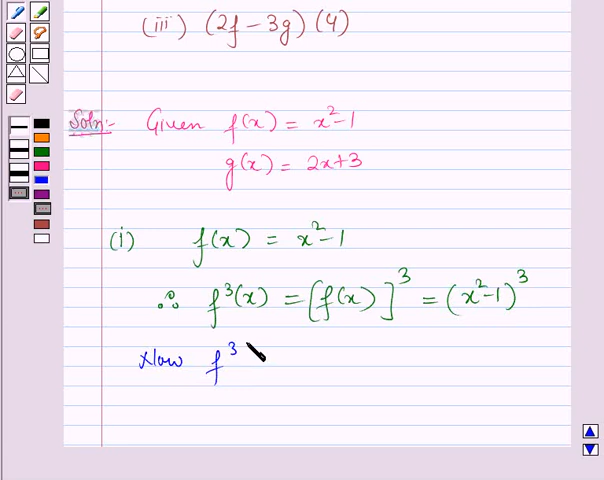 (iii) (2f - 3g) (4)
Soln:- Given f(x) = x²-1
g(x) = 2x+3
(i) f(x) = x²-1
∴ f³(x) = [f(x)]³ = (x²-1)³
Now f³